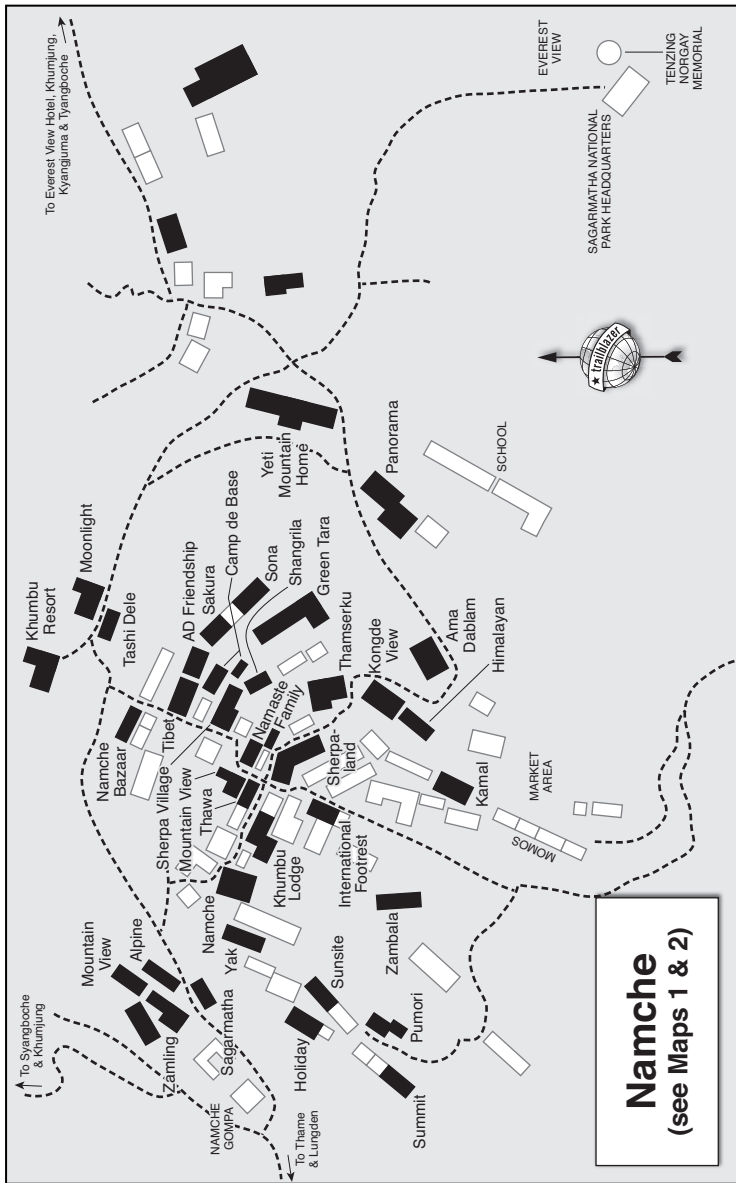 To Everest View Hotel, Khumjung,
Kyangjuma & Tyangboche
EVEREST
VIEW
TENZING
NORGAY
MEMORIAL
SAGARMATHA NATIONAL
PARK HEADQUARTERS
★ trailblazer
Khumbu
Resort
Moonlight
Tashi Dele
Yeti
Mountain
Home
Panorama
SCHOOL
AD Friendship
Sakura
Camp de Base
Sona
Shangrila
Green Tara
Namche
Bazaar
Tibet
Sherpa Village
Mountain View
Thawa
Namaste
Family
Thamserku
Kongde
View
Ama
Dablam
Himalayan
Sherpa-
land
Kamal
MARKET
AREA
MOMOS
Khumbu
Lodge
International
Footrest
Namche
Yak
Zambala
Mountain
View
Alpine
Zamling
Sagarmatha
NAMCHE
GOMPA
Sunsite
Holiday
Pumori
Summit
To Syangboche
& Khumjung
To Thame
& Lungden
Namche
(see Maps 1 & 2)